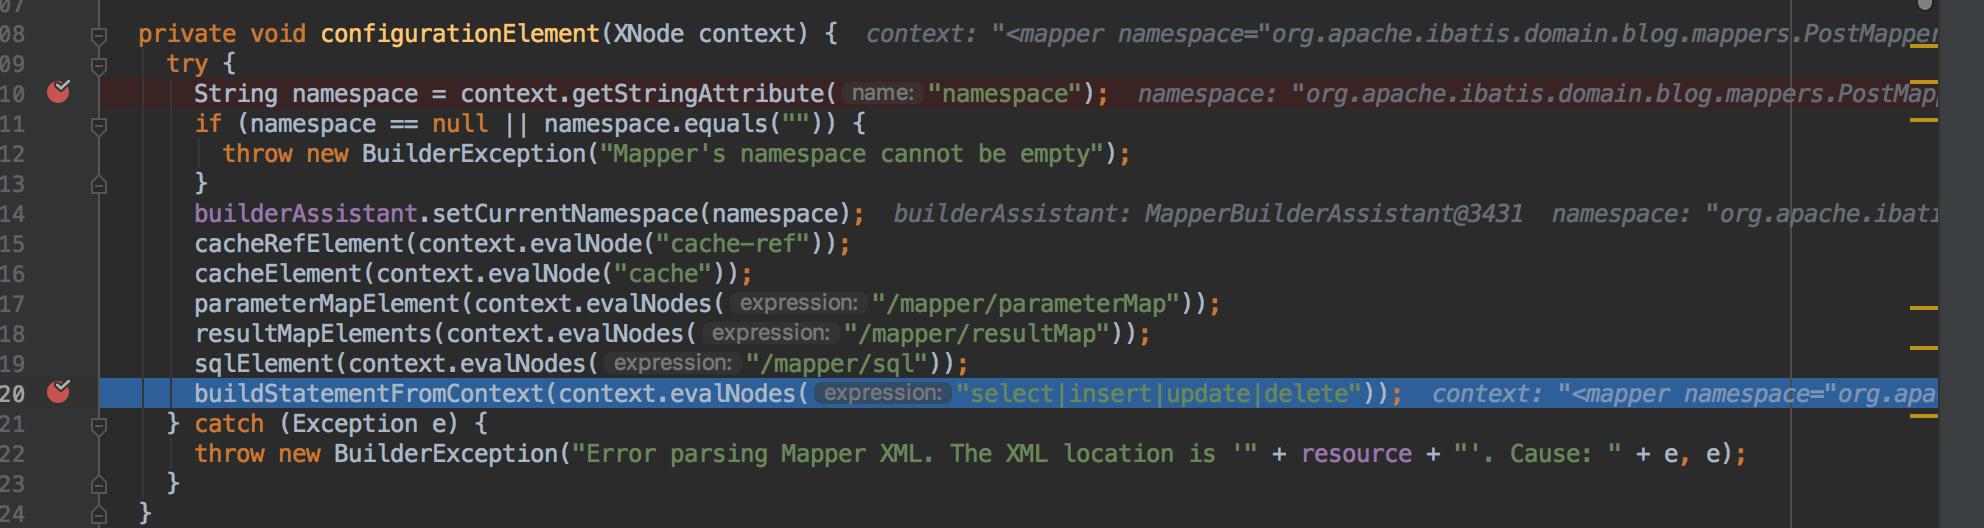 07
08 private void configurationElement(XNode context) { context: "<mapper namespace="org.apache.ibatis.domain.blog.mappers.PostMapper
09 try {
10 String namespace = context.getStringAttribute( name: "namespace"); namespace: "org.apache.ibatis.domain.blog.mappers.PostMapp
11 if (namespace == null || namespace.equals("")) {
12 throw new BuilderException("Mapper's namespace cannot be empty");
13 }
14 builderAssistant.setCurrentNamespace(namespace); builderAssistant: MapperBuilderAssistant@3431 namespace: "org.apache.ibati
15 cacheRefElement(context.evalNode("cache-ref"));
16 cacheElement(context.evalNode("cache"));
17 parameterMapElement(context.evalNodes( expression: "/mapper/parameterMap"));
18 resultMapElements(context.evalNodes( expression: "/mapper/resultMap"));
19 sqlElement(context.evalNodes( expression: "/mapper/sql"));
20 buildStatementFromContext(context.evalNodes( expression: "select|insert|update|delete")); context: "<mapper namespace="org.apa
21 } catch (Exception e) {
22 throw new BuilderException("Error parsing Mapper XML. The XML location is '" + resource + "'. Cause: " + e, e);
23 }
24 }